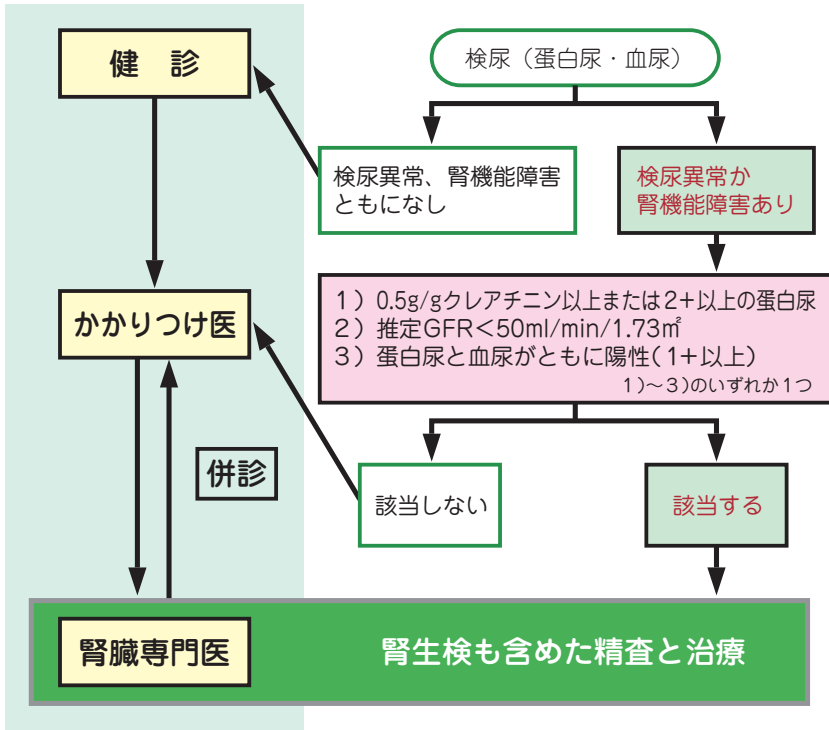 健　診
検尿（蛋白尿・血尿）
検尿異常、腎機能障害
ともになし
検尿異常か
腎機能障害あり
かかりつけ医
1）0.5g/gクレアチニン以上または2+以上の蛋白尿
2）推定GFR＜50ml/min/1.73㎡
3）蛋白尿と血尿がともに陽性（1+以上）
1）～3）のいずれか1つ
併診
該当しない
該当する
腎臓専門医
腎生検も含めた精査と治療